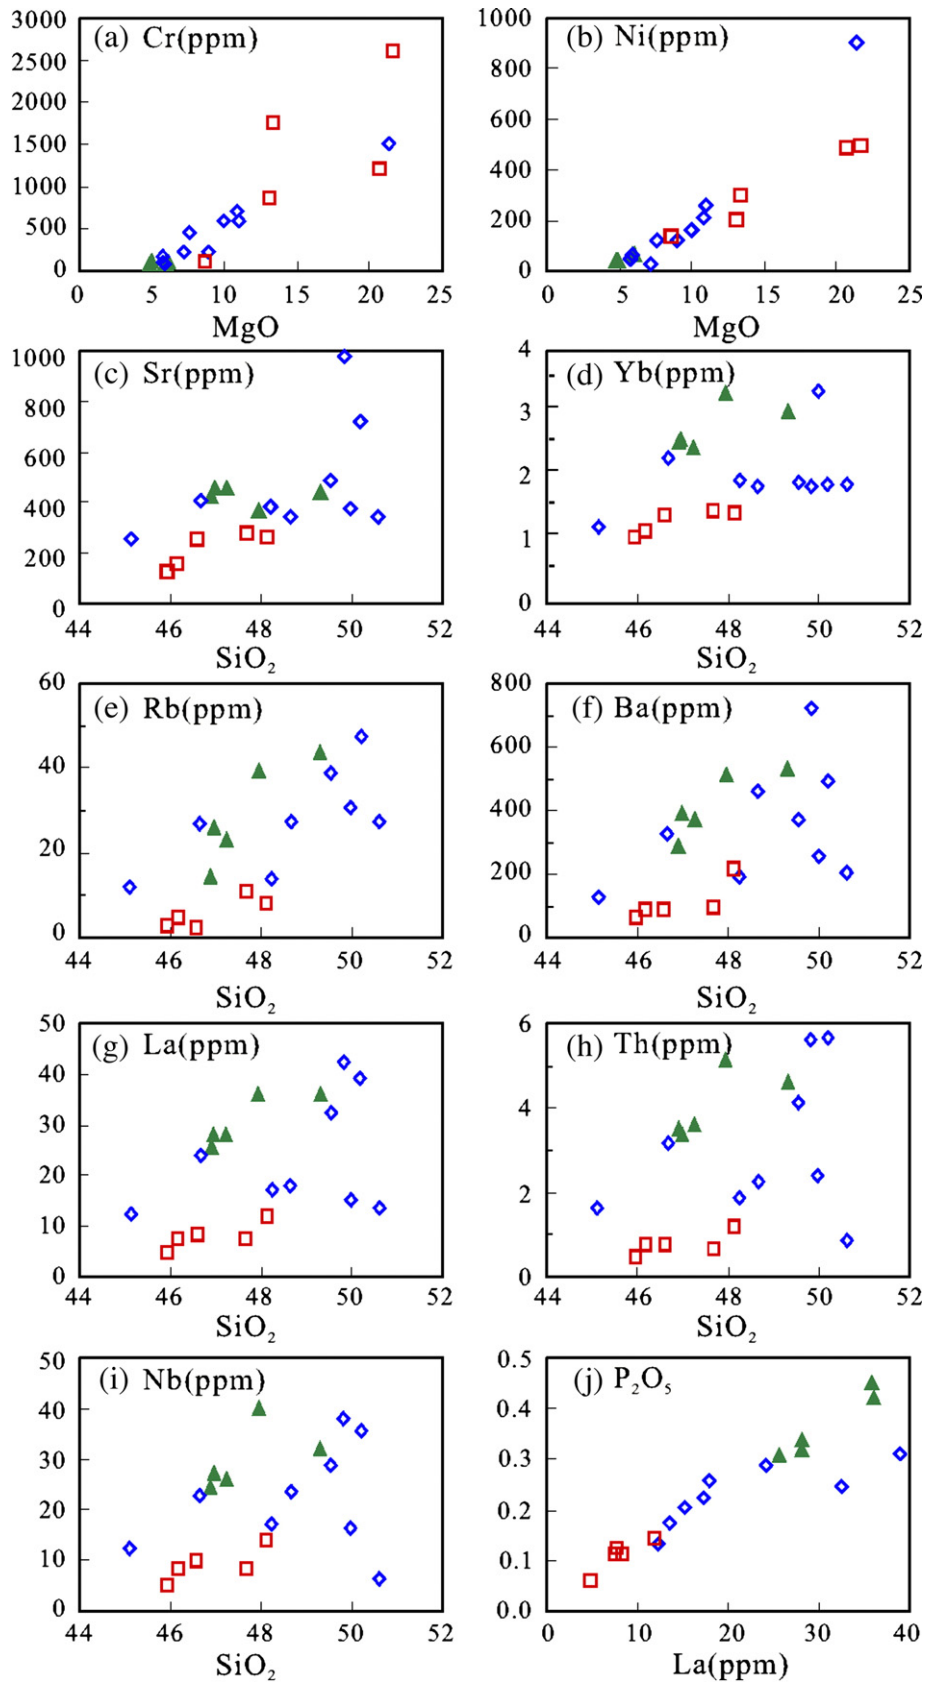 (a) Cr(ppm)
3000
2500
2000
1500
1000
500
0
0 5 10 15 20 25
MgO
(b) Ni(ppm)
1000
800
600
400
200
0
0 5 10 15 20 25
MgO
(c) Sr(ppm)
1000
800
600
400
200
0
44 46 48 50 52
SiO₂
(d) Yb(ppm)
4
3
2
1
0
44 46 48 50 52
SiO₂
(e) Rb(ppm)
60
40
20
0
44 46 48 50 52
SiO₂
(f) Ba(ppm)
800
600
400
200
0
44 46 48 50 52
SiO₂
(g) La(ppm)
50
40
30
20
10
0
44 46 48 50 52
SiO₂
(h) Th(ppm)
6
4
2
0
44 46 48 50 52
SiO₂
(i) Nb(ppm)
50
40
30
20
10
0
44 46 48 50 52
SiO₂
(j) P₂O₅
0.5
0.4
0.3
0.2
0.1
0.0
0 10 20 30 40
La(ppm)